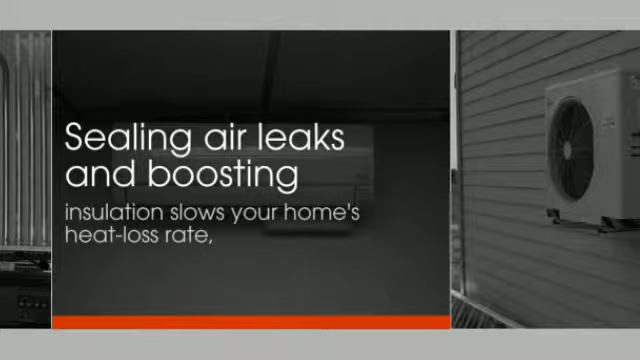 Sealing air leaks
and boosting
insulation slows your home's
heat-loss rate,